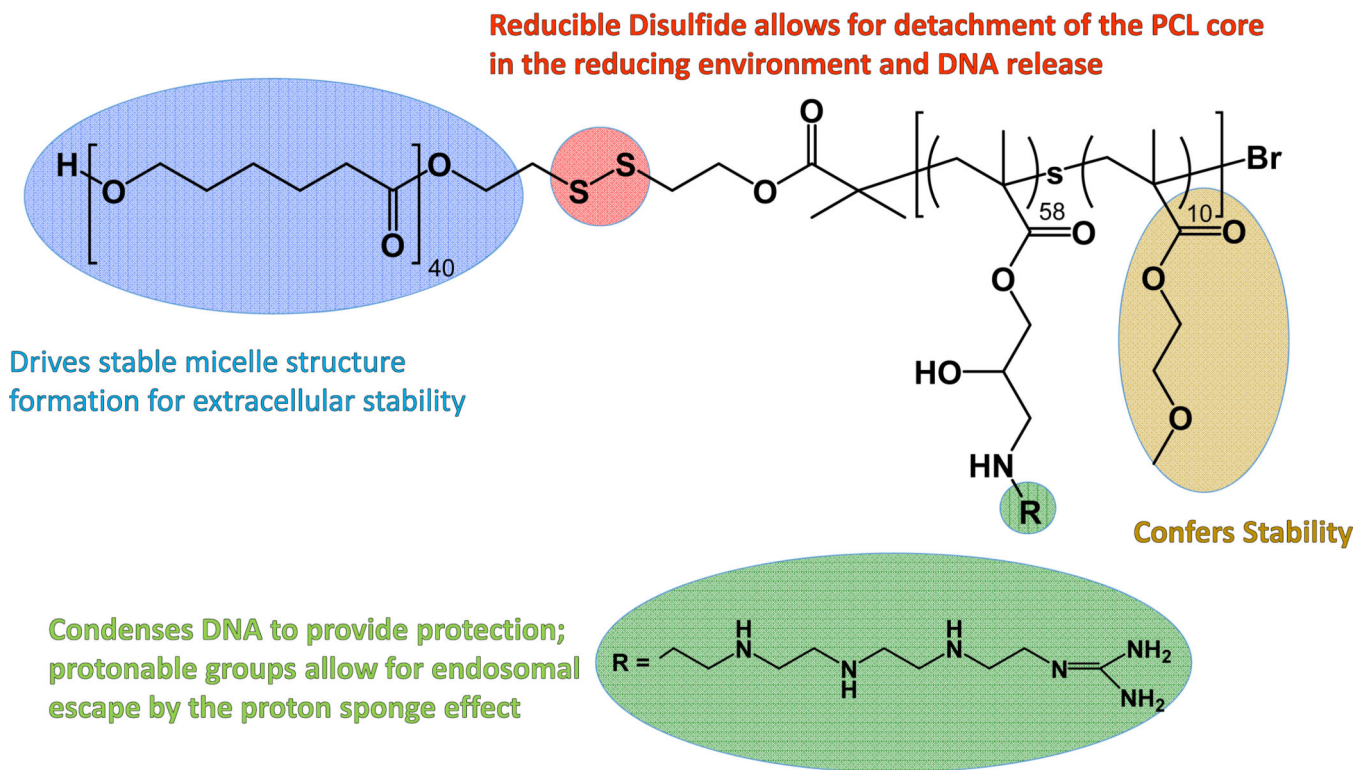 Reducible Disulfide allows for detachment of the PCL core
in the reducing environment and DNA release
H
O
O
40
O
S
S
O
O
58
s
10
Br
O
O
HO
HN
R
O
O
O
Drives stable micelle structure
formation for extracellular stability
Confers Stability
Condenses DNA to provide protection;
protonable groups allow for endosomal
escape by the proton sponge effect
R =
H
N
N
H
H
N
N
NH2
NH2